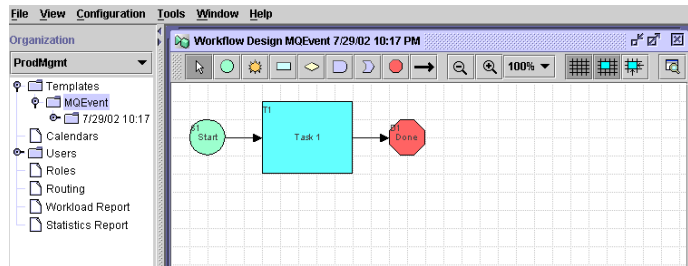 File View Configuration Tools Window Help
Organization
ProdMgmt
Templates
MQEvent
7/29/02 10:17
Calendars
Users
Roles
Routing
Workload Report
Statistics Report
Workflow Design MQEvent 7/29/02 10:17 PM
100%
S1
Start
T1
Task 1
D1
Done